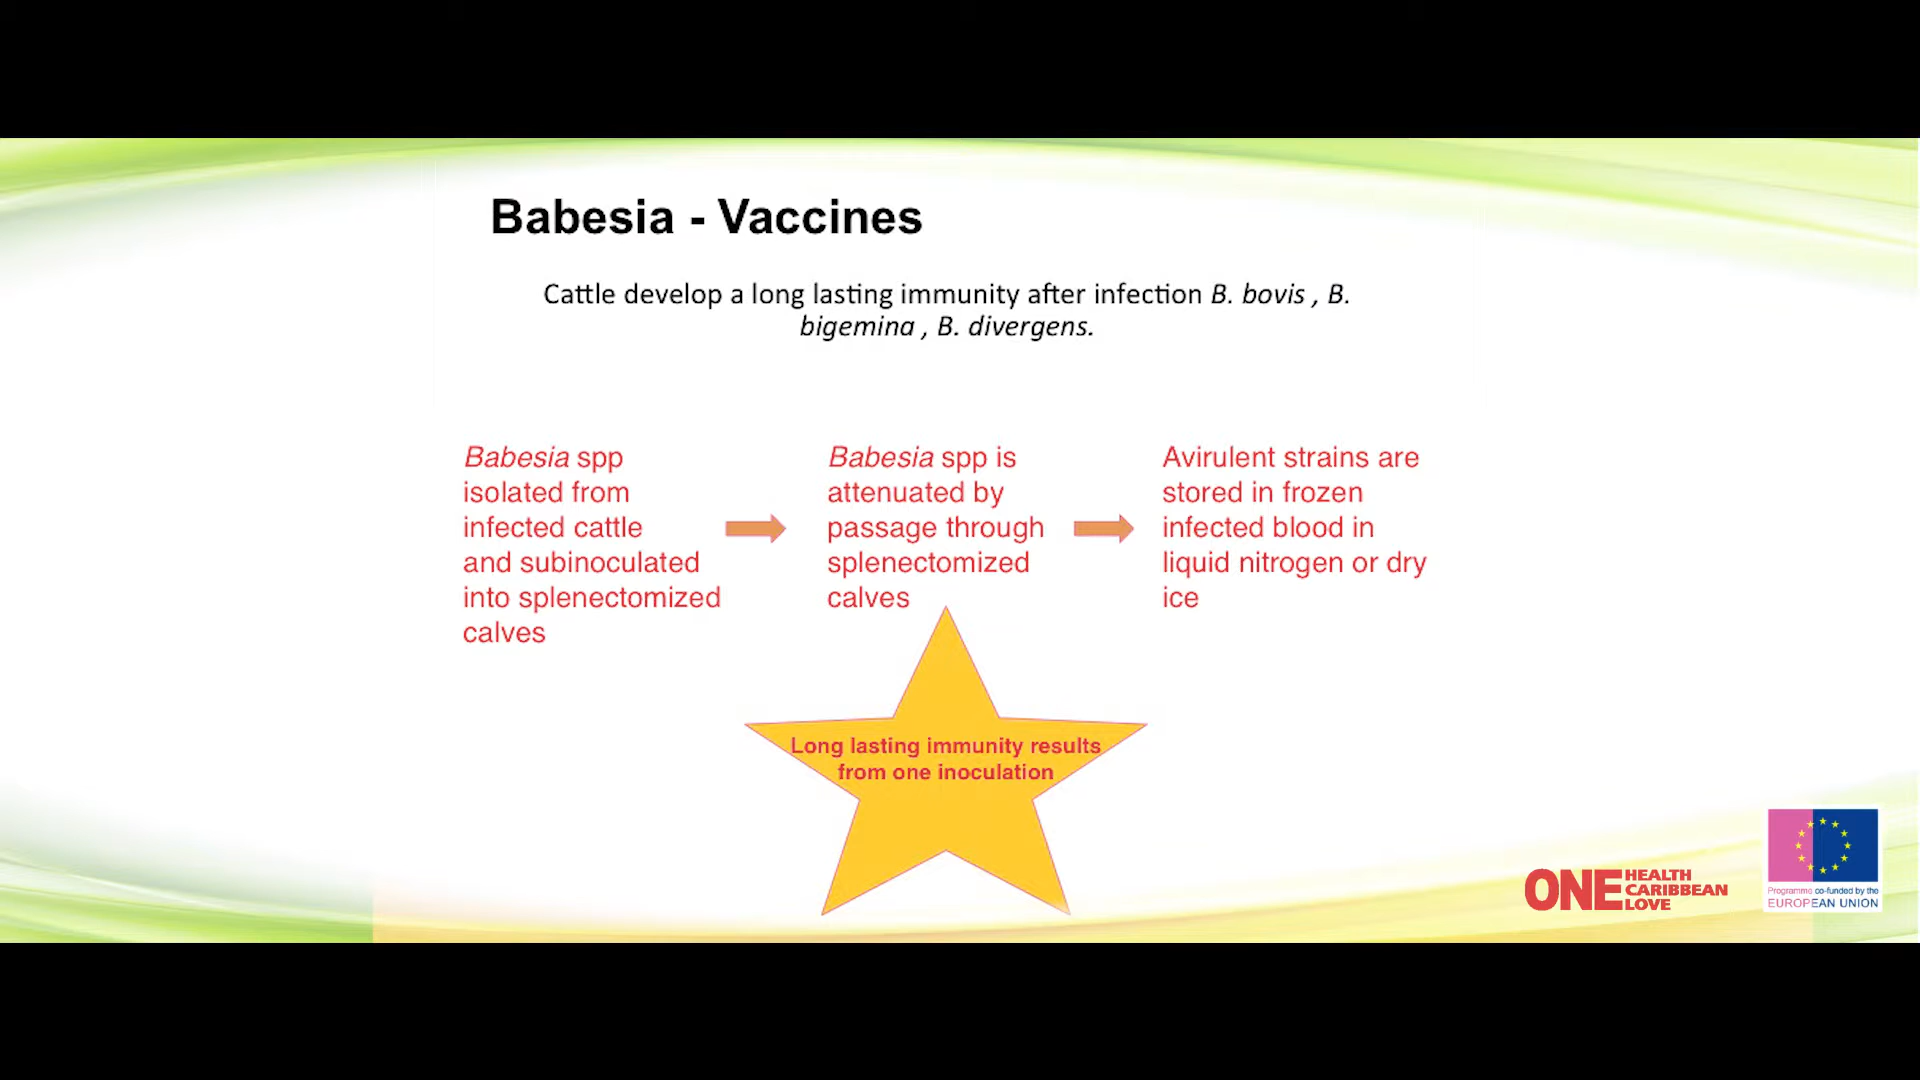 Babesia - Vaccines
Cattle develop a long lasting immunity after infection B. bovis , B.
bigemina , B. divergens.
Babesia spp
isolated from
infected cattle
and subinoculated
into splenectomized
calves
Babesia spp is
attenuated by
passage through
splenectomized
calves
Avirulent strains are
stored in frozen
infected blood in
liquid nitrogen or dry
ice
Long lasting immunity results
from one inoculation
ONE HEALTH
CARIBBEAN
LOVE
Programme co-funded by the
EUROPEAN UNION